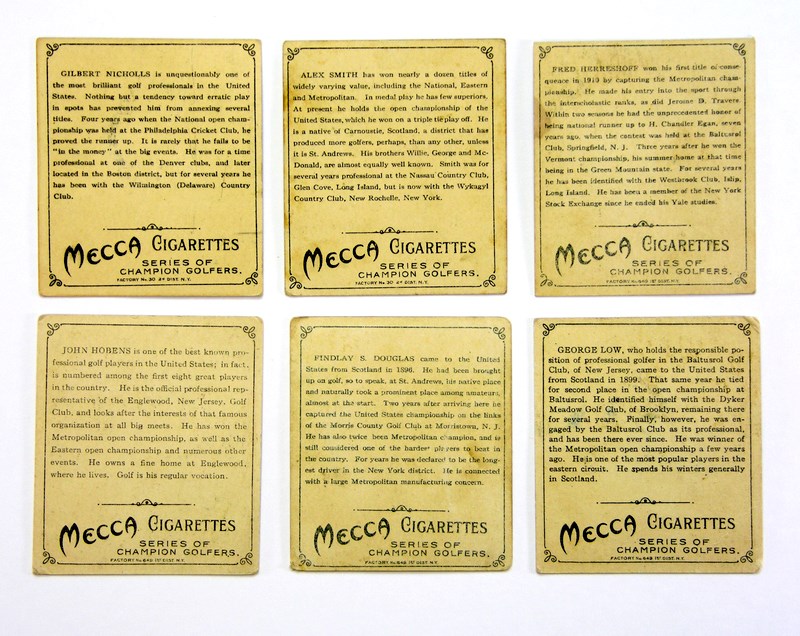 GILBERT NICHOLLS is unquestionably one of
the most brilliant golf professionals in the United
States. Nothing but a tendency toward erratic play
in spots has prevented him from annexing several
titles. Four years ago when the National open cham-
pionship was held at the Philadelphia Cricket Club, he
proved the runner up. It is rarely that he fails to be
"in the money" at the big events. He was for a time
professional at one of the Denver clubs, and later
located in the Boston district, but for several years he
has been with the Wilmington (Delaware) Country
Club.
MECCA CIGARETTES
SERIES OF
CHAMPION GOLFERS.
FACTORY No. 30 2d DIST. N.Y.
ALEX SMITH has won nearly a dozen titles of
widely varying value, including the National, Eastern
and Metropolitan. In medal play he has few superiors.
At present he holds the open championship of the
United States, which he won on a triple tie play off. He
is a native of Carnoustie, Scotland, a district that has
produced more golfers, perhaps, than any other, unless
it is St. Andrews. His brothers Willie, George and Mc-
Donald, are almost equally well known. Smith was for
several years professional at the Nassau Country Club,
Glen Cove, Long Island, but is now with the Wykagyl
Country Club, New Rochelle, New York.
MECCA CIGARETTES
SERIES OF
CHAMPION GOLFERS.
FACTORY No. 30 2d DIST. N.Y.
FRED HERRESHOFF won his first title of conse
quence in 1910 by capturing the Metropolitan cham-
pionship. He made his entry into the sport through
the interscholastic ranks, as did Jerome D. Travers.
Within two seasons he had the unprecedented honor of
being national runner up to H. Chandler Egan, seven
years ago, when the contest was held at the Baltusrol
Club, Springfield, N. J. Three years after he won the
Vermont championship, his summer home at that time
being in the Green Mountain state. For several years
he has been identified with the Westbrook Club, Islip,
Long Island. He has been a member of the New York
Stock Exchange since he ended his Yale studies.
MECCA CIGARETTES
SERIES OF
CHAMPION GOLFERS.
FACTORY No. 649 1st DIST. N.Y.
JOHN HOBENS is one of the best known pro-
fessional golf players in the United States; in fact,
is numbered among the first eight great players
in the country. He is the official professional rep-
resentative of the Englewood, New Jersey, Golf
Club, and looks after the interests of that famous
organization at all big meets. He has won the
Metropolitan open championship, as well as the
Eastern open championship and numerous other
events. He owns a fine home at Englewood,
where he lives. Golf is his regular vocation.
MECCA CIGARETTES
SERIES OF
CHAMPION GOLFERS.
FACTORY No. 649 1st DIST. N.Y.
FINDLAY S. DOUGLAS came to the United
States from Scotland in 1896. He had been brought
up on golf, so to speak, at St. Andrews, his native place
and naturally took a prominent place among amateurs,
almost at the start. Two years after arriving here he
captured the United States championship on the links
of the Morris County Golf Club at Morristown, N. J.
He has also twice been Metropolitan champion, and is
still considered one of the hardest players to beat in
the country. For years he was declared to be the long-
est driver in the New York district. He is connected
with a large Metropolitan manufacturing concern.
MECCA CIGARETTES
SERIES OF
CHAMPION GOLFERS.
FACTORY No. 649 1st DIST. N.Y.
GEORGE LOW, who holds the responsible po-
sition of professional golfer in the Baltusrol Golf
Club, of New Jersey, came to the United States
from Scotland in 1899. That same year he tied
for second place in the open championship at
Baltusrol. He identified himself with the Dyker
Meadow Golf Club, of Brooklyn, remaining there
for several years. Finally, however, he was en-
gaged by the Baltusrol Club as its professional,
and has been there ever since. He was winner of
the Metropolitan open championship a few years
ago. He is one of the most popular players in the
eastern circuit. He spends his winters generally
in Scotland.
MECCA CIGARETTES
SERIES OF
CHAMPION GOLFERS.
FACTORY No. 649 1st DIST. N.Y.